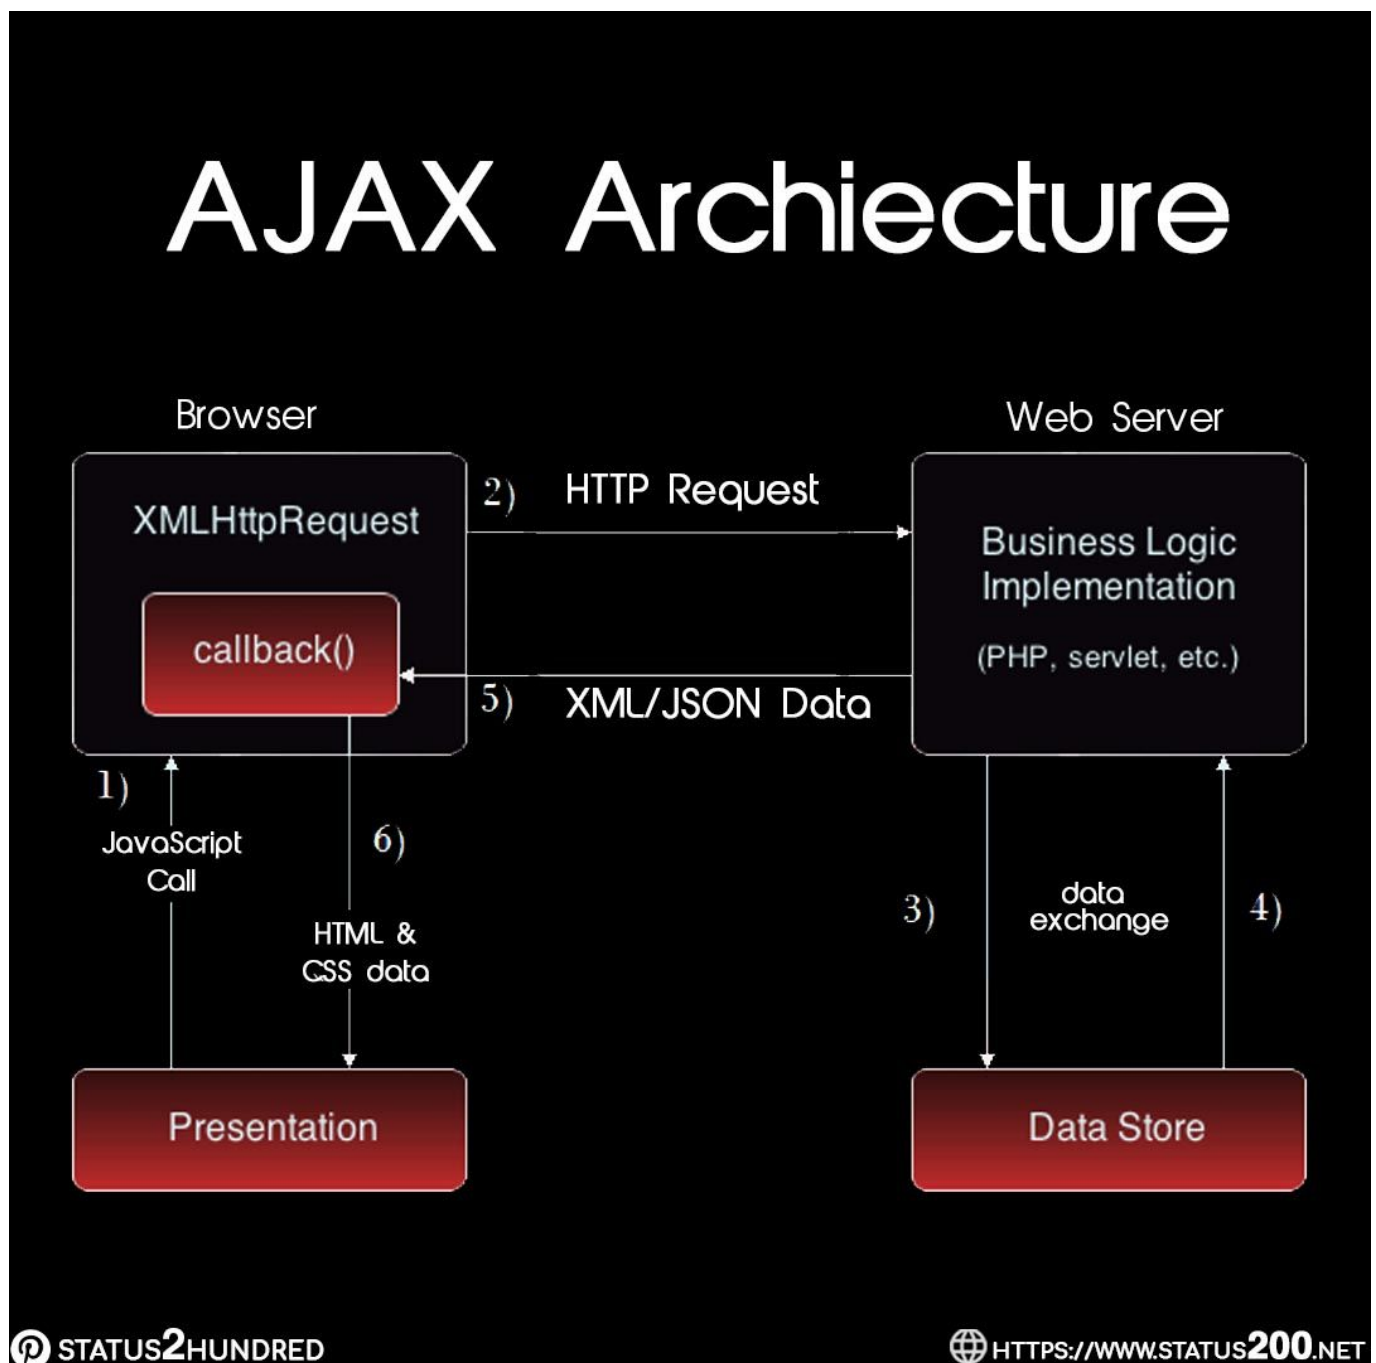 AJAX Archiecture
Browser
Web Server
XMLHttpRequest
callback()
2) HTTP Request
Business Logic
Implementation
(PHP, servlet, etc.)
5) XML/JSON Data
1)
JavaScript
Call
6)
HTML &
CSS data
3)
data
exchange
4)
Presentation
Data Store
STATUS2HUNDRED
HTTPS://WWW.STATUS200.NET